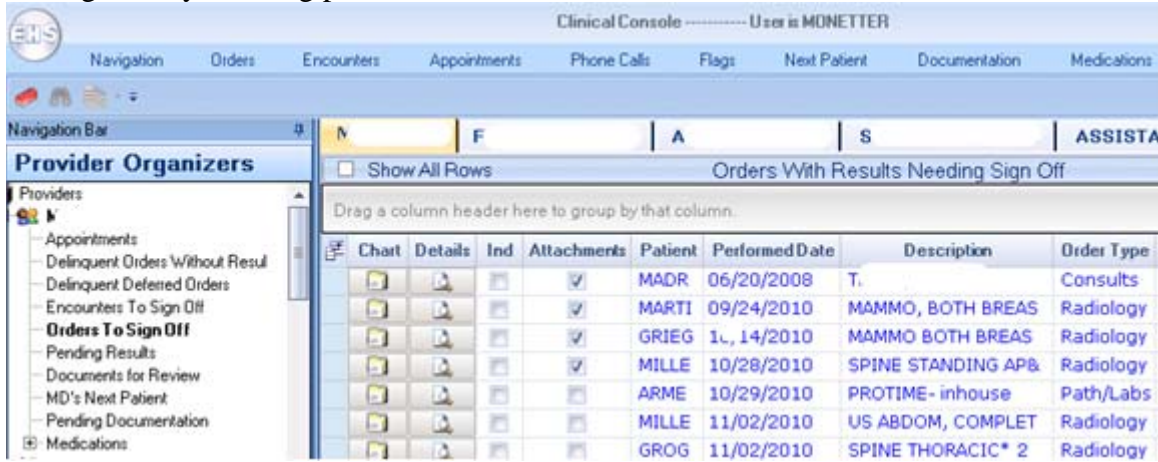 EHS Clinical Console ----------- User is MONETTER
Navigation Orders Encounters Appointments Phone Calls Flags Next Patient Documentation Medications
Navigation Bar
Provider Organizers
Providers
Appointments
Delinquent Orders Without Resul
Delinquent Deferred Orders
Encounters To Sign Off
Orders To Sign Off
Pending Results
Documents for Review
MD's Next Patient
Pending Documentation
Medications
N F A S ASSISTA
Show All Rows Orders With Results Needing Sign Off
Drag a column header here to group by that column.
Chart Details Ind Attachments Patient Performed Date Description Order Type
MADR 06/20/2008 T. Consults
MARTI 09/24/2010 MAMMO, BOTH BREAS Radiology
GRIEG 14/2010 MAMMO BOTH BREAS Radiology
MILLE 10/28/2010 SPINE STANDING AP& Radiology
ARME 10/29/2010 PROTIME- inhouse Path/Labs
MILLE 11/02/2010 US ABDOM, COMPLET Radiology
GROG 11/02/2010 SPINE THORACIC* 2 Radiology